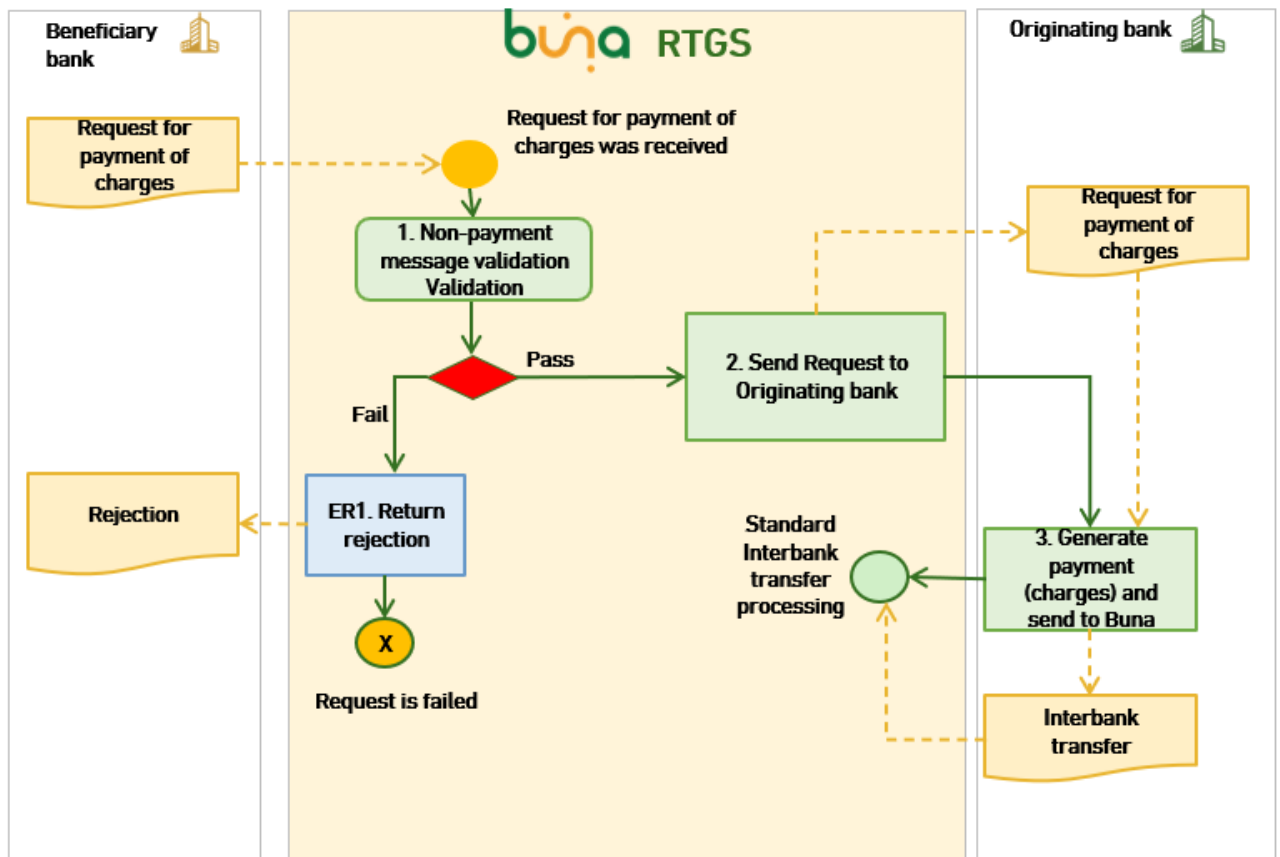 Beneficiary
bank
buna RTGS
Originating bank
Request for
payment of
charges
Request for payment of
charges was received
1. Non-payment
message validation
Validation
Request for
payment of
charges
Pass
2. Send Request to
Originating bank
Fail
Rejection
ER1. Return
rejection
Standard
Interbank
transfer
processing
3. Generate
payment
(charges) and
send to Buna
X
Request is failed
Interbank
transfer